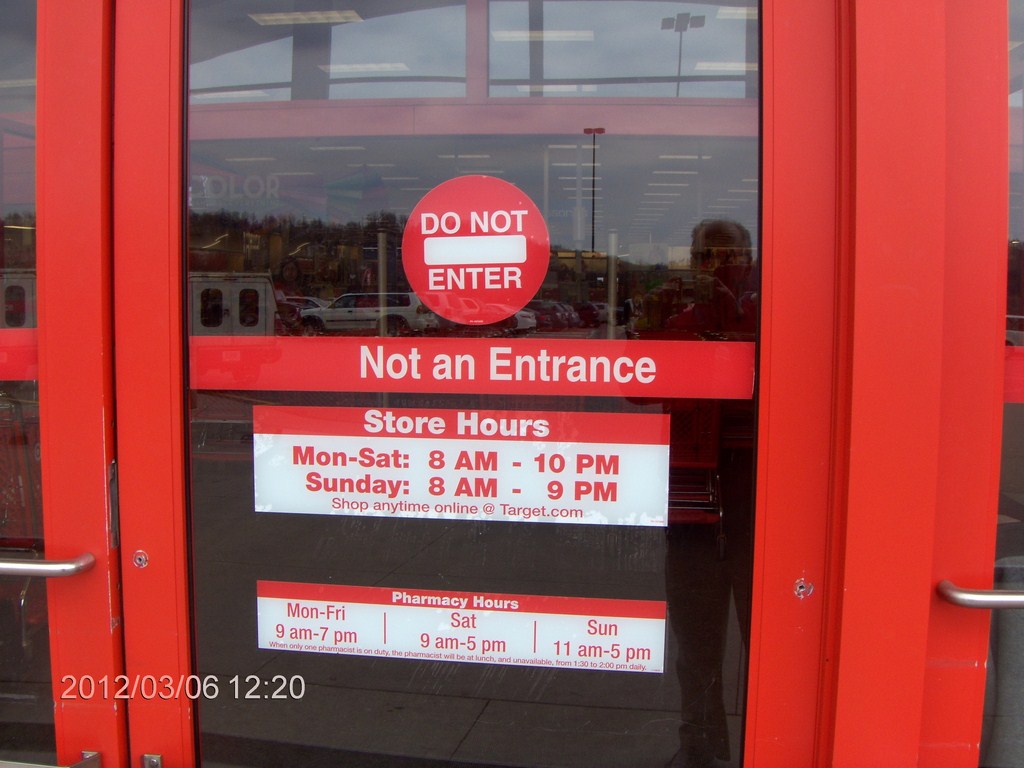 COLOR
DO NOT
ENTER
Not an Entrance
Store Hours
Mon-Sat: 8 AM - 10 PM
Sunday: 8 AM - 9 PM
Shop anytime online @ Target.com
Pharmacy Hours
Mon-Fri Sat Sun
9 am-7 pm 9 am-5 pm 11 am-5 pm
When only one pharmacist is on duty, the pharmacist will be at lunch, and unavailable, from 1:30 to 2:00 pm daily.
2012/03/06 12:20